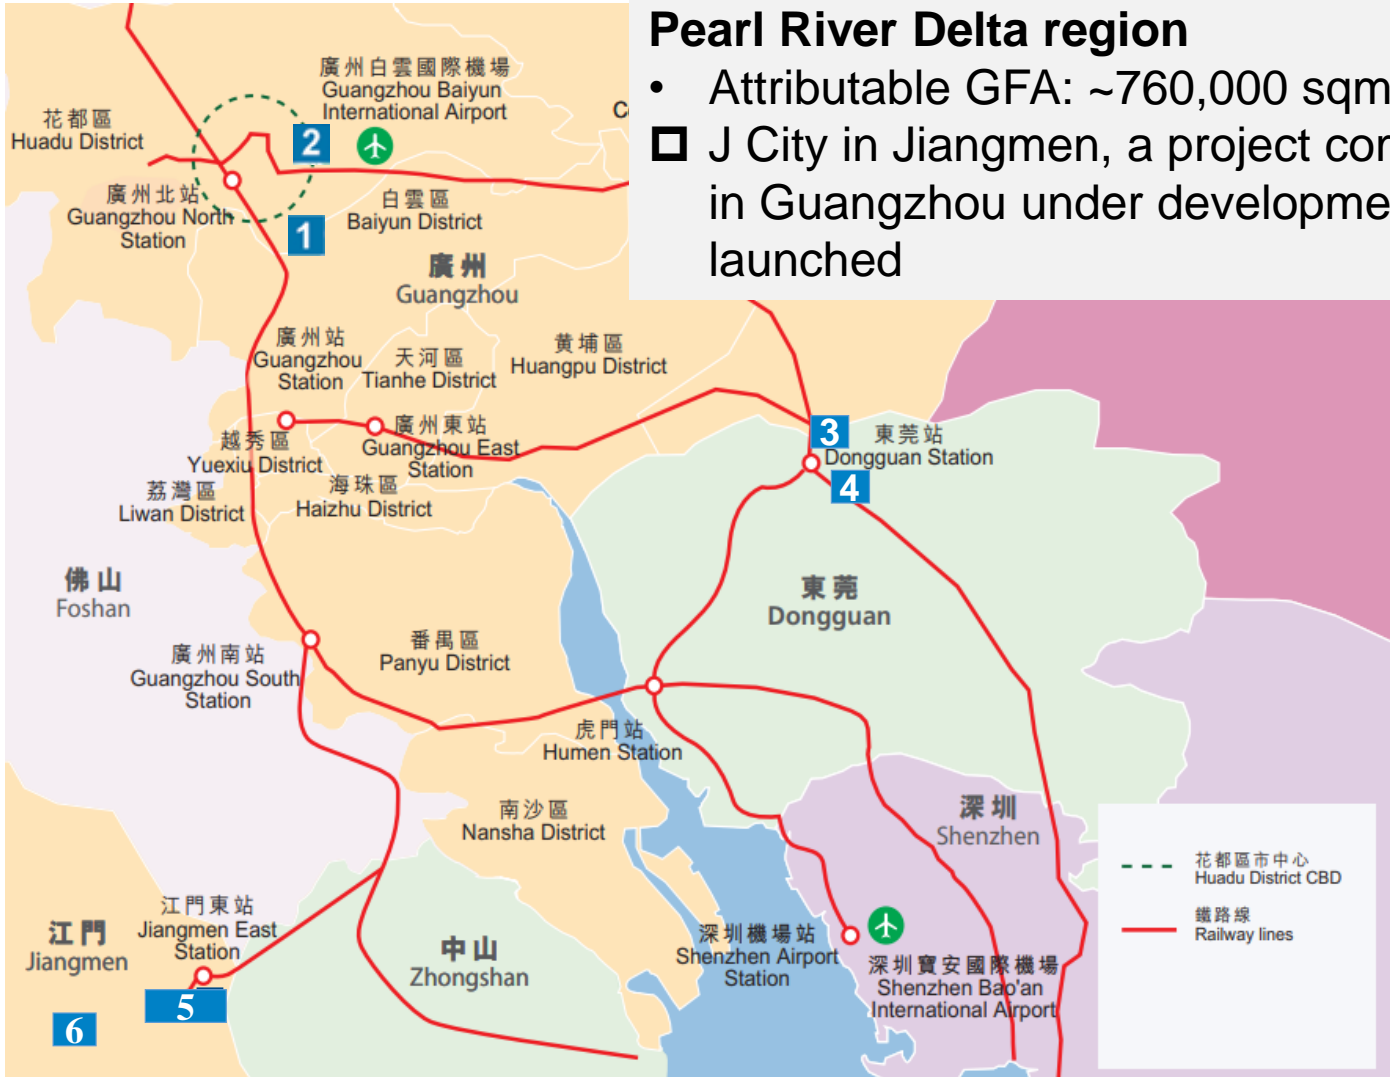 Pearl River Delta region
• Attributable GFA: ~760,000 sqm
J City in Jiangmen, a project
in Guangzhou under
launched
廣州白雲國際機場
Guangzhou Baiyun
International Airport
花都區
Huadu District
2
廣州北站
Guangzhou North
Station
白雲區
Baiyun District
1
廣州
Guangzhou
廣州站
Guangzhou
Station
天河區
Tianhe District
黄埔區
Huangpu District
越秀區
Yuexiu District
廣州東站
Guangzhou East
Station
3
東莞站
Dongguan Station
4
荔灣區
Liwan District
海珠區
Haizhu District
佛山
Foshan
東莞
Dongguan
番禺區
Panyu District
廣州南站
Guangzhou South
Station
虎門站
Humen Station
南沙區
Nansha District
深圳
Shenzhen
花都區市中心
Huadu District CBD
鐵路線
Railway lines
江門東站
Jiangmen East
Station
江門
Jiangmen
中山
Zhongshan
深圳機場站
Shenzhen Airport
Station
深圳寶安國際機場
Shenzhen Bao'an
International Airport
5
6